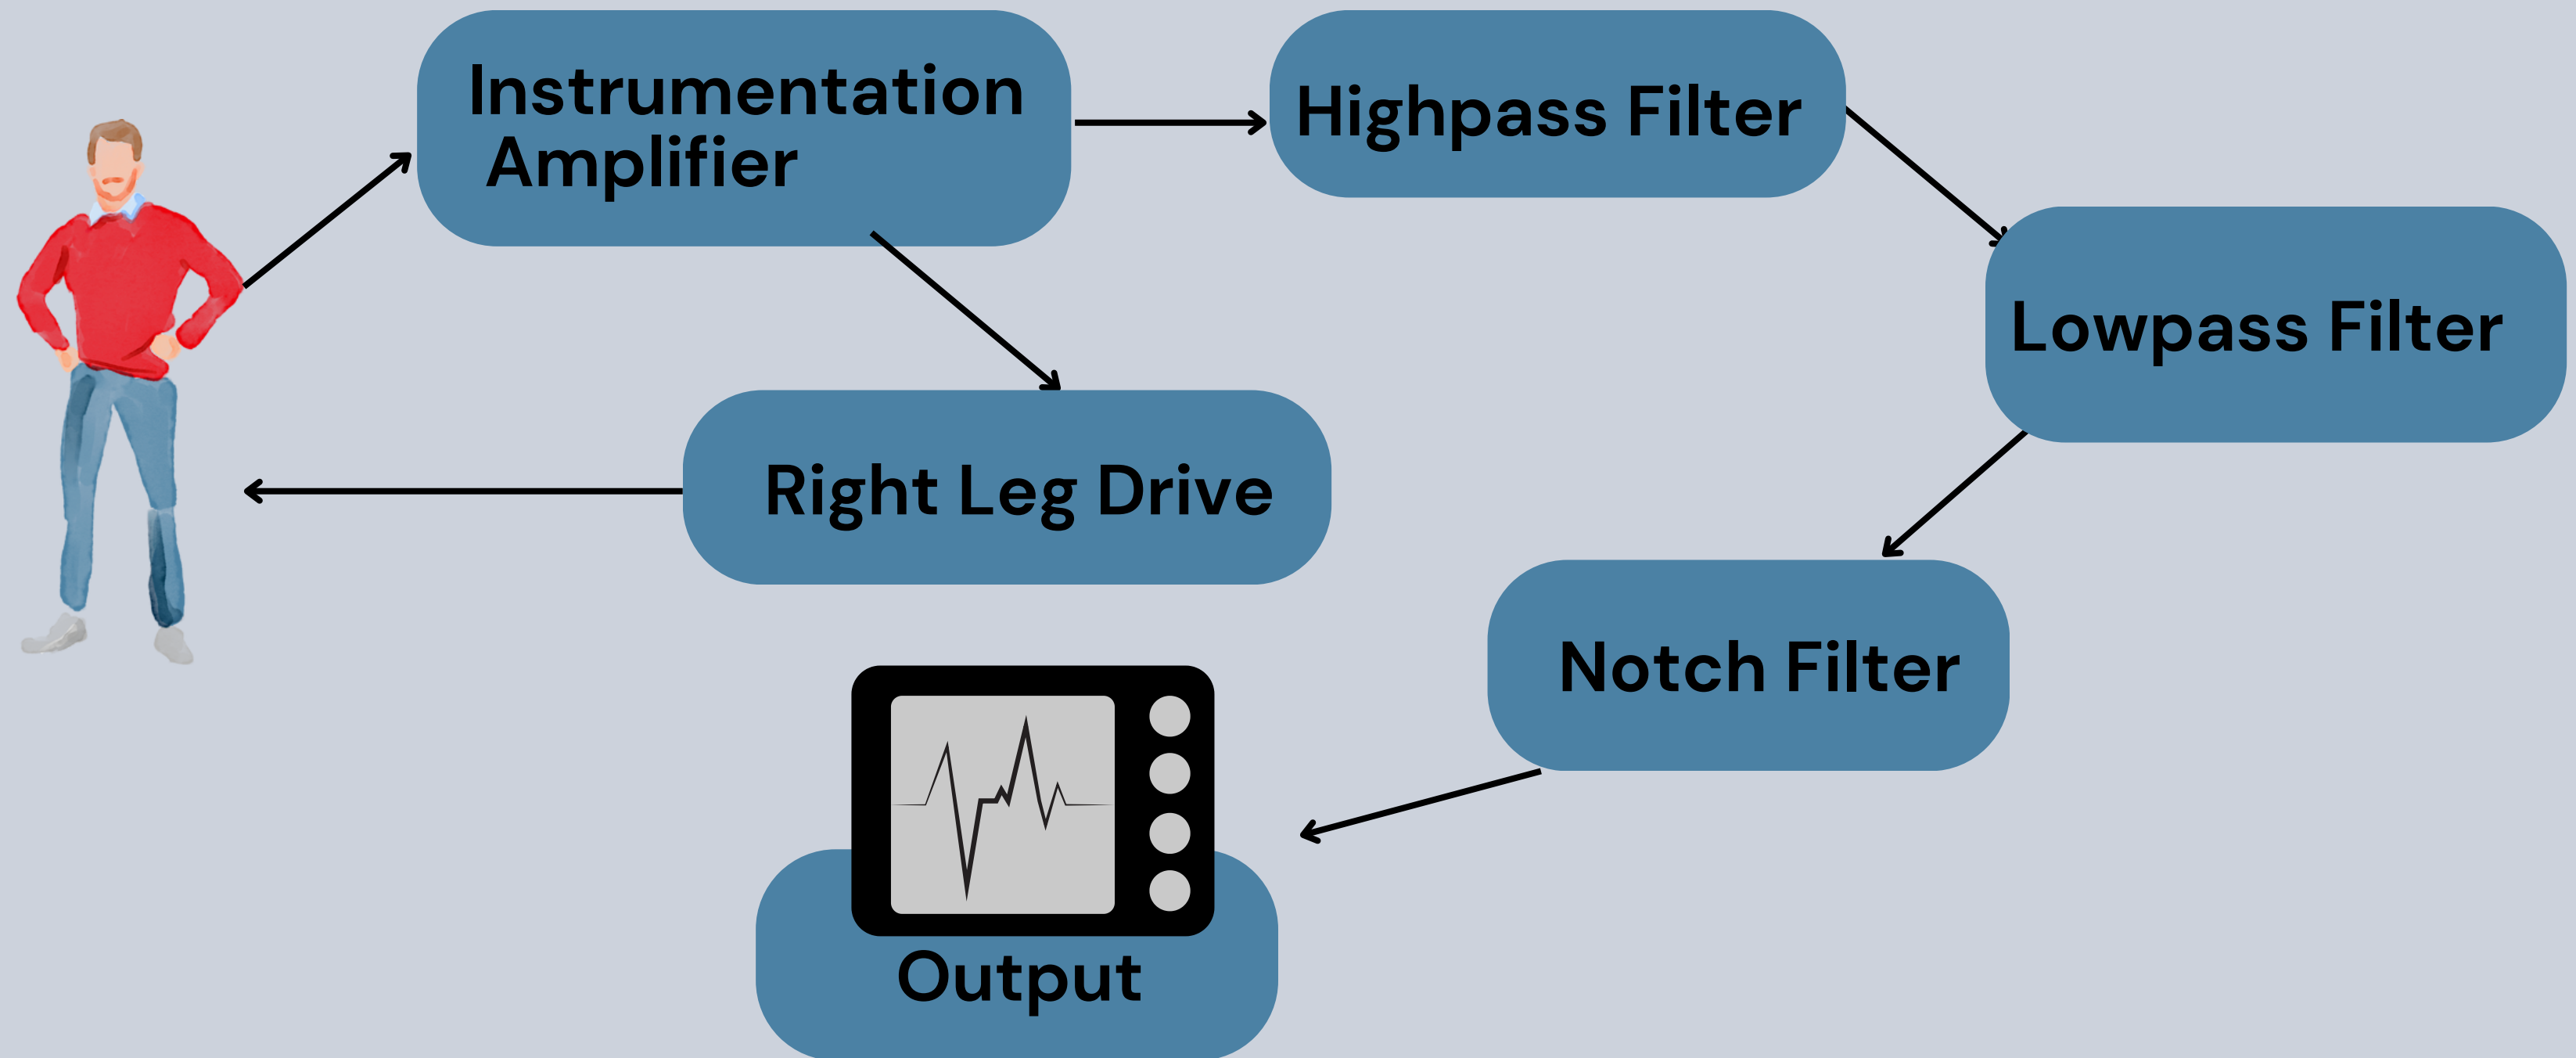 Instrumentation
Amplifier
Highpass Filter
Lowpass Filter
Right Leg Drive
Notch Filter
Output